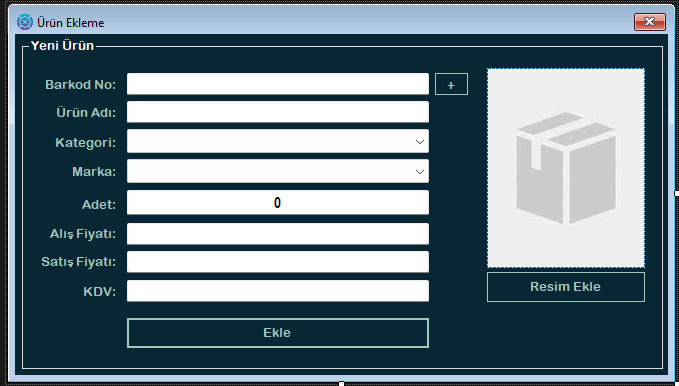 Ürün Ekleme
Yeni Ürün
Barkod No:
+
Ürün Adı:
Kategori:
Marka:
Adet:
0
Alış Fiyatı:
Satış Fiyatı:
KDV:
Ekle
Resim Ekle